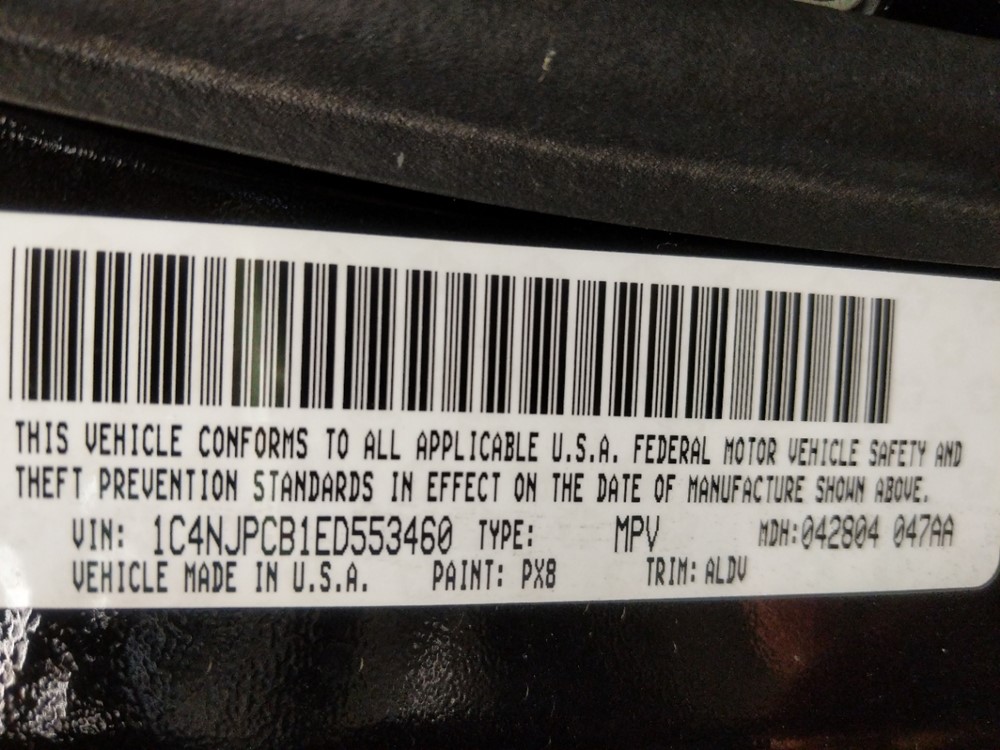 THIS VEHICLE CONFORMS TO ALL APPLICABLE U.S.A. FEDERAL MOTOR VEHICLE SAFETY AND
THEFT PREVENTION STANDARDS IN EFFECT ON THE DATE OF MANUFACTURE SHOWN ABOVE.
VIN: 1C4NJPCB1ED553460 TYPE: MPV MDH:042804 047AA
VEHICLE MADE IN U.S.A. PAINT: PX8 TRIM: ALDV